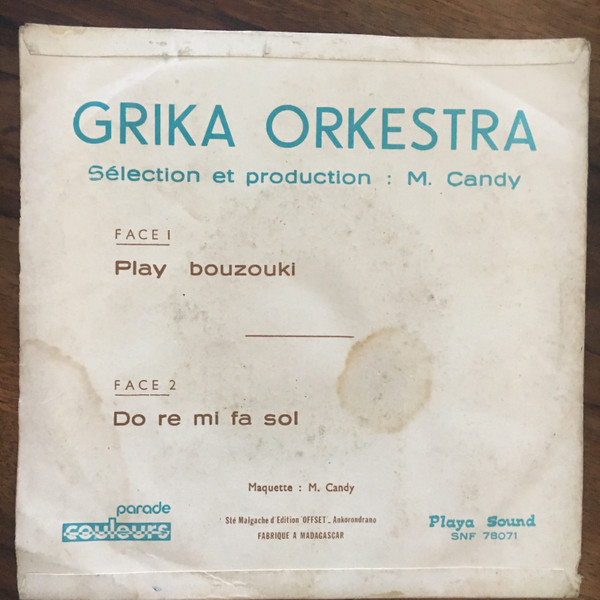 GRIKA ORKESTRA
Sélection et production : M. Candy
FACE 1
Play bouzouki
FACE 2
Do re mi fa sol
Maquette : M. Candy
parade
couleurs
Sté Malgache d'Edition "OFFSET"_ Ankorondrano
FABRIQUE A MADAGASCAR
Playa Sound
SNF 78071